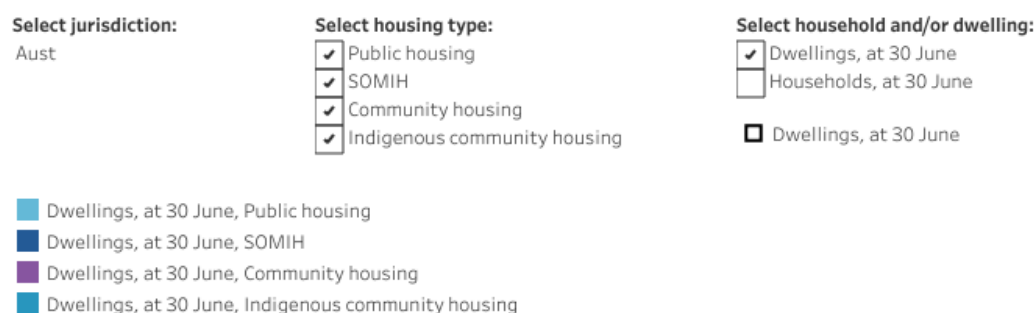 Select jurisdiction:
Aust
Select housing type:
Public housing
SOMIH
Community housing
Indigenous community housing
Select household and/or dwelling:
Dwellings, at 30 June
Households, at 30 June
Dwellings, at 30 June
Dwellings, at 30 June, Public housing
Dwellings, at 30 June, SOMIH
Dwellings, at 30 June, Community housing
Dwellings, at 30 June, Indigenous community housing